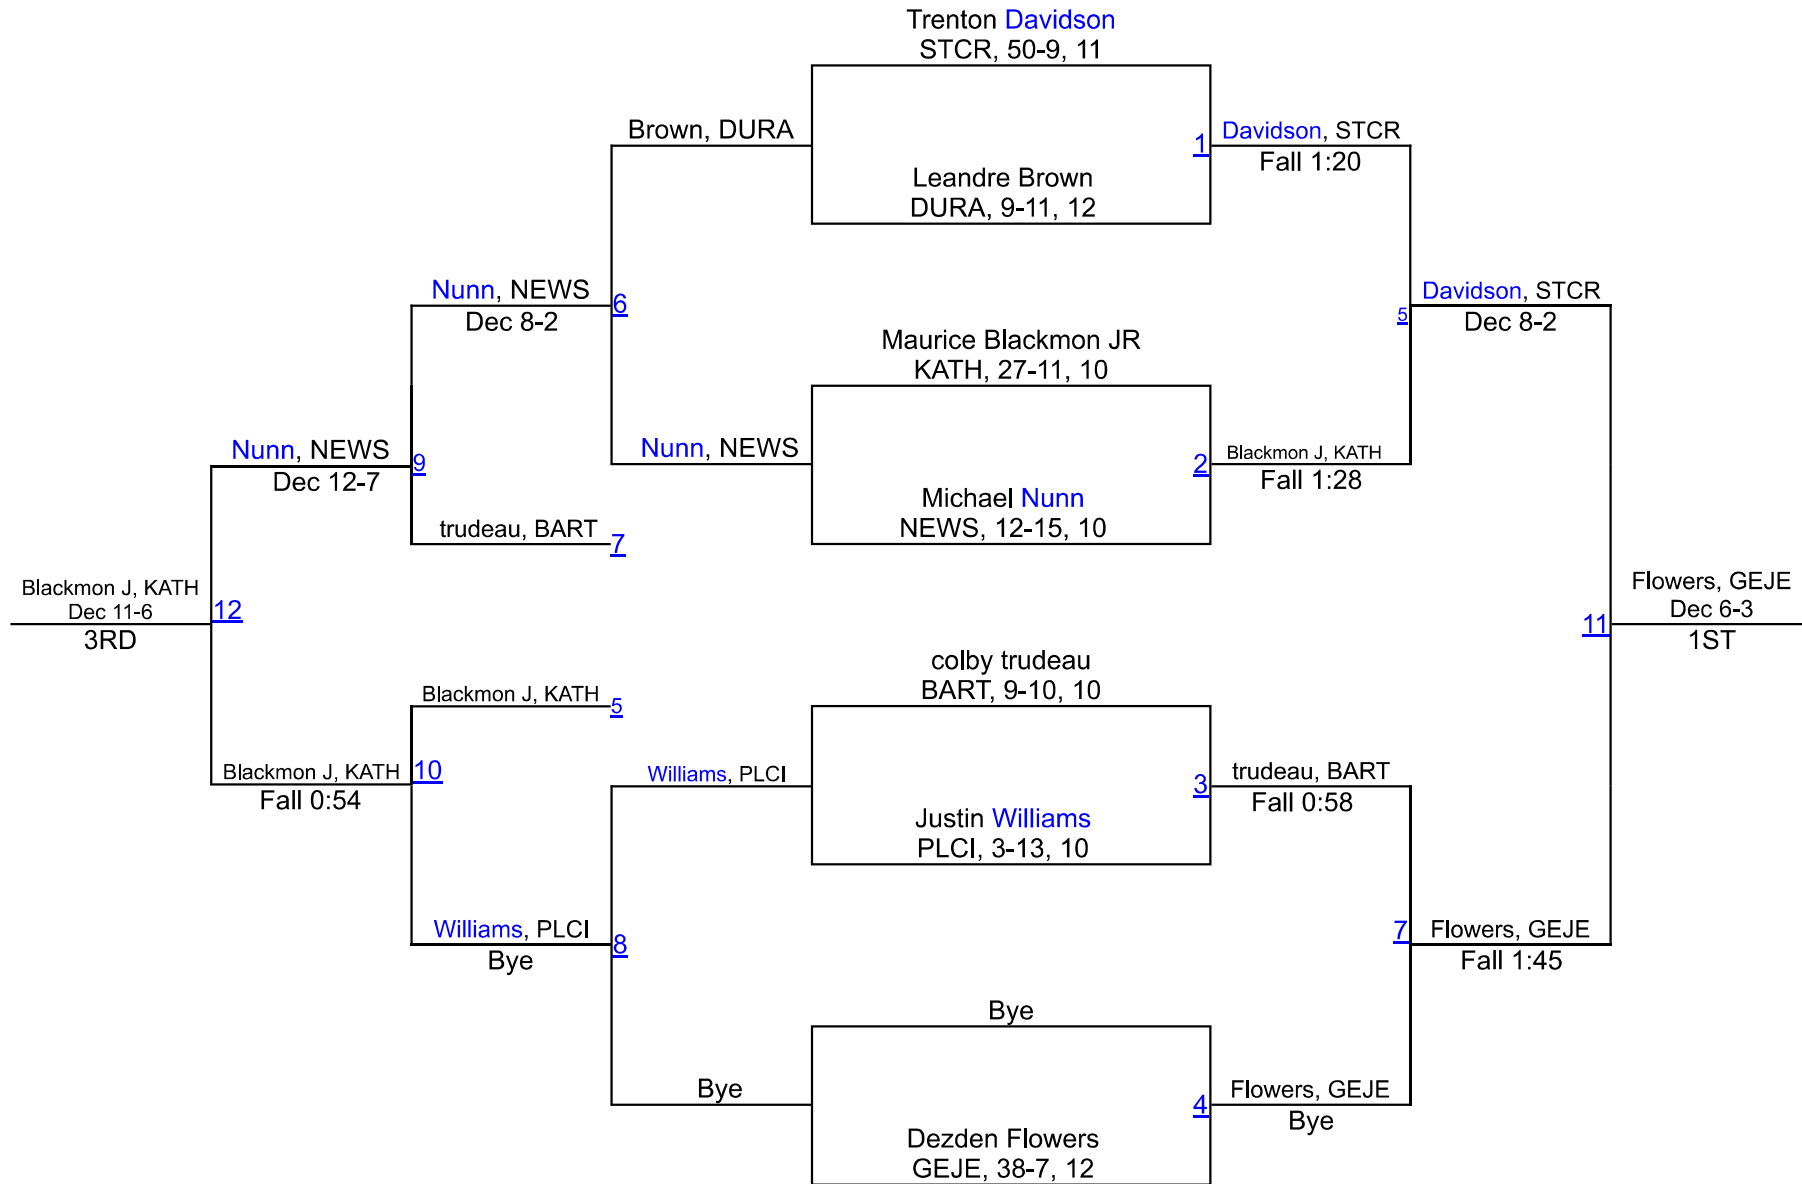 Trenton Davidson
STCR, 50-9, 11
Brown, DURA
1
Davidson, STCR
Fall 1:20
Leandre Brown
DURA, 9-11, 12
Nunn, NEWS
Dec 8-2
6
Davidson, STCR
Dec 8-2
5
Maurice Blackmon JR
KATH, 27-11, 10
Nunn, NEWS
Dec 12-7
9
Nunn, NEWS
2
Blackmon J, KATH
Fall 1:28
Michael Nunn
NEWS, 12-15, 10
trudeau, BART
7
Blackmon J, KATH
Dec 11-6
3RD
12
Flowers, GEJE
Dec 6-3
1ST
11
colby trudeau
BART, 9-10, 10
Blackmon J, KATH
5
Blackmon J, KATH
Fall 0:54
10
Williams, PLCI
3
trudeau, BART
Fall 0:58
Justin Williams
PLCI, 3-13, 10
Williams, PLCI
Bye
8
7
Flowers, GEJE
Fall 1:45
Bye
Bye
4
Flowers, GEJE
Bye
Dezden Flowers
GEJE, 38-7, 12